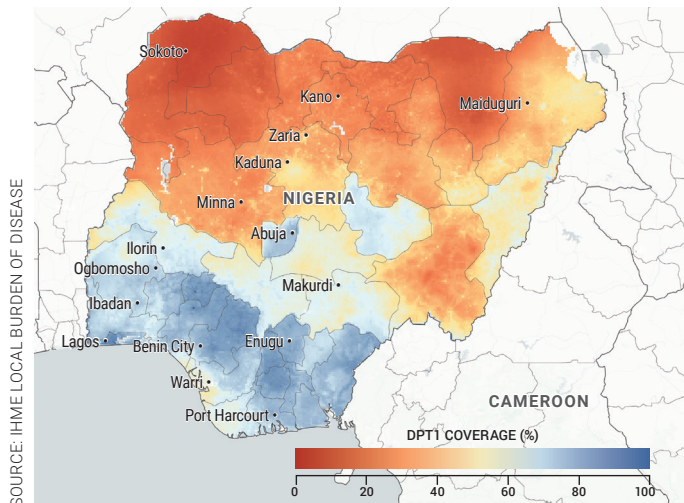 Sokoto
Kano
Maiduguri
Zaria
Kaduna
NIGERIA
Minna
Abuja
Ilorin
Ogbomosho
Makurdi
Ibadan
Lagos
Benin City
Enugu
Warri
CAMEROON
Port Harcourt
DPT1 COVERAGE (%)
0 20 40 60 80 100
SOURCE: IHME LOCAL BURDEN OF DISEASE